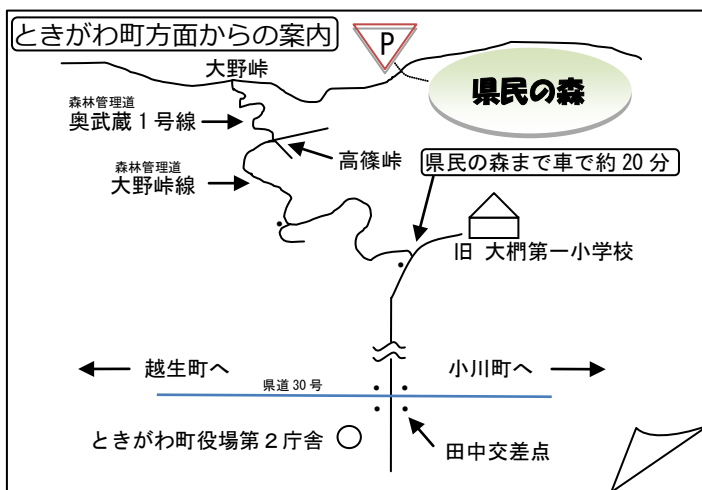 ときがわ町方面からの案内
P
大野峠
県民の森
森林管理道
奥武蔵1号線
高篠峠
県民の森まで車で約20分
森林管理道
大野峠線
旧 大椚第一小学校
越生町へ
小川町へ
県道30号
ときがわ町役場第2庁舎
田中交差点